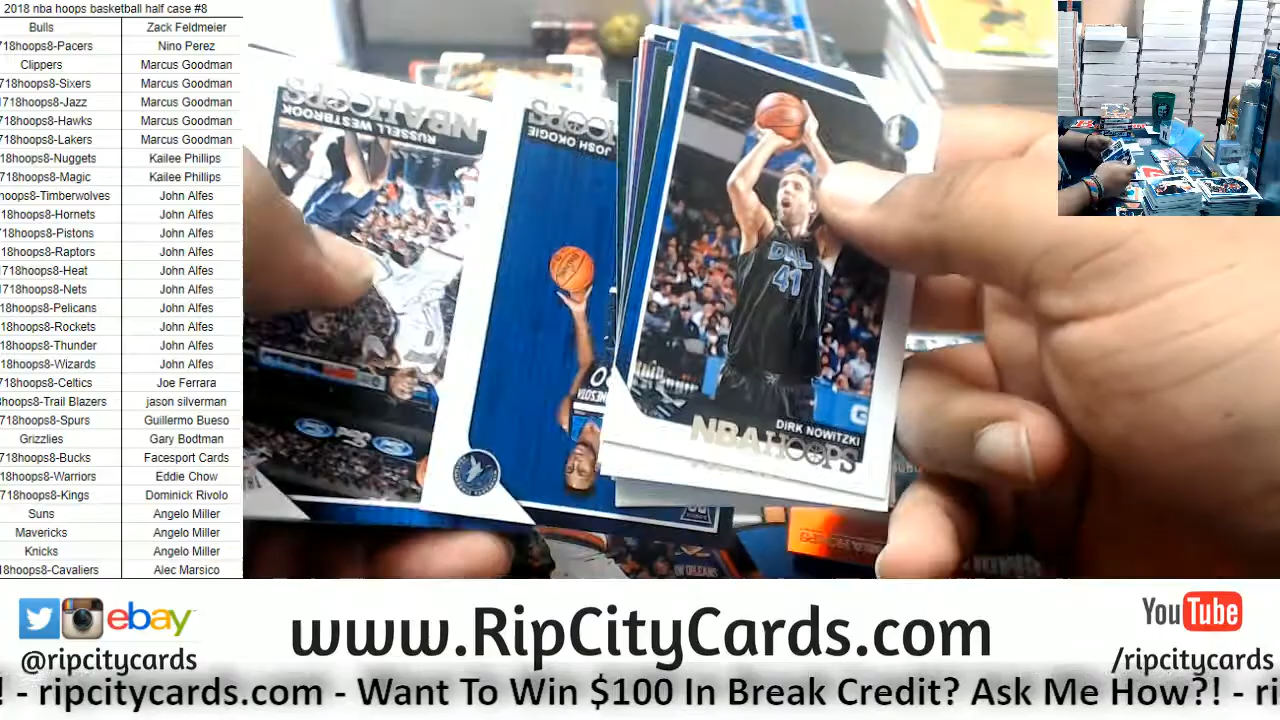 2018 nba hoops basketball half case #8
Bulls Zack Feldmeier
718hoops8-Pacers Nino Perez
Clippers Marcus Goodman
718hoops8-Sixers Marcus Goodman
1718hoops8-Jazz Marcus Goodman
718hoops8-Hawks Marcus Goodman
718hoops8-Lakers Marcus Goodman
18hoops8-Nuggets Kailee Phillips
718hoops8-Magic Kailee Phillips
hoops8-Timberwolves John Alfes
18hoops8-Hornets John Alfes
18hoops8-Pistons John Alfes
18hoops8-Raptors John Alfes
1718hoops8-Heat John Alfes
1718hoops8-Nets John Alfes
18hoops8-Pelicans John Alfes
18hoops8-Rockets John Alfes
18hoops8-Thunder John Alfes
18hoops8-Wizards John Alfes
718hoops8-Celtics Joe Ferrara
hoops8-Trail Blazers jason silverman
718hoops8-Spurs Guillermo Bueso
Grizzlies Gary Bodtman
718hoops8-Bucks Facesport Cards
18hoops8-Warriors Eddie Chow
718hoops8-Kings Dominick Rivolo
Suns Angelo Miller
Mavericks Angelo Miller
Knicks Angelo Miller
18hoops8-Cavaliers Alec Marsico
NBA HOOPS
RUSSELL WESTBROOK
HOOPS
JOSH OKOGIE
DAL
41
DIRK NOWITZKI
NBA HOOPS
ebay
@ripcitycards
www.RipCityCards.com
YouTube
/ripcitycards
! - ripcitycards.com - Want To Win $100 In Break Credit? Ask Me How?! - ri